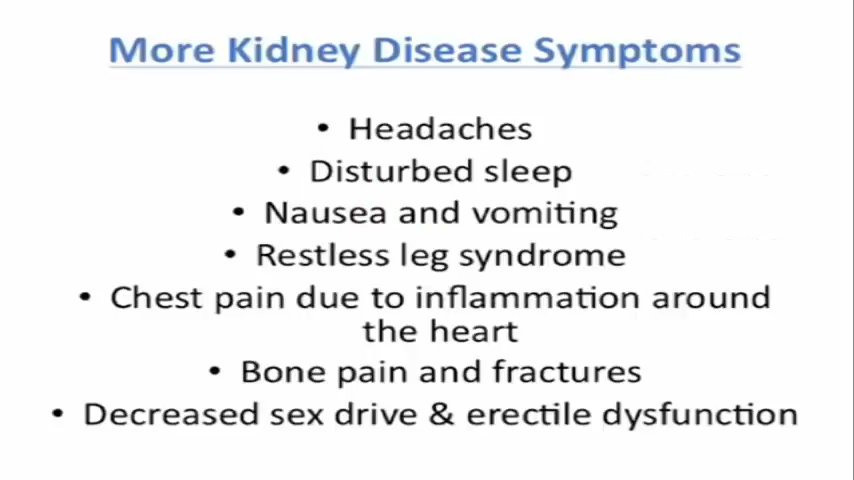 More Kidney Disease Symptoms
• Headaches
• Disturbed sleep
• Nausea and vomiting
• Restless leg syndrome
• Chest pain due to inflammation around
the heart
• Bone pain and fractures
• Decreased sex drive & erectile dysfunction